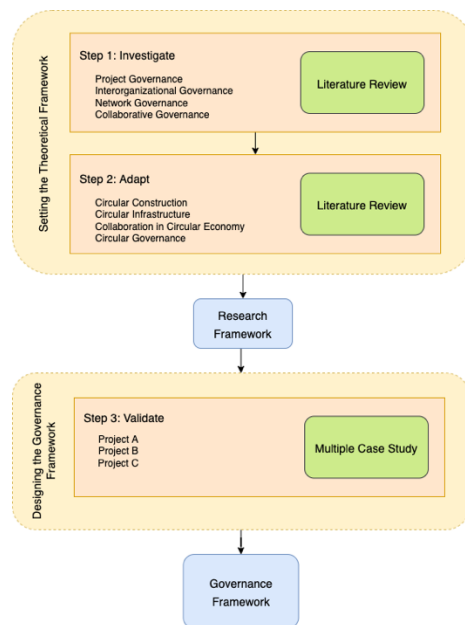 Setting the Theoretical Framework
Step 1: Investigate
Project Governance
Interorganizational Governance
Network Governance
Collaborative Governance
Literature Review
Step 2: Adapt
Circular Construction
Circular Infrastructure
Collaboration in Circular Economy
Circular Governance
Literature Review
Research
Framework
Designing the Governance
Framework
Step 3: Validate
Project A
Project B
Project C
Multiple Case Study
Governance
Framework